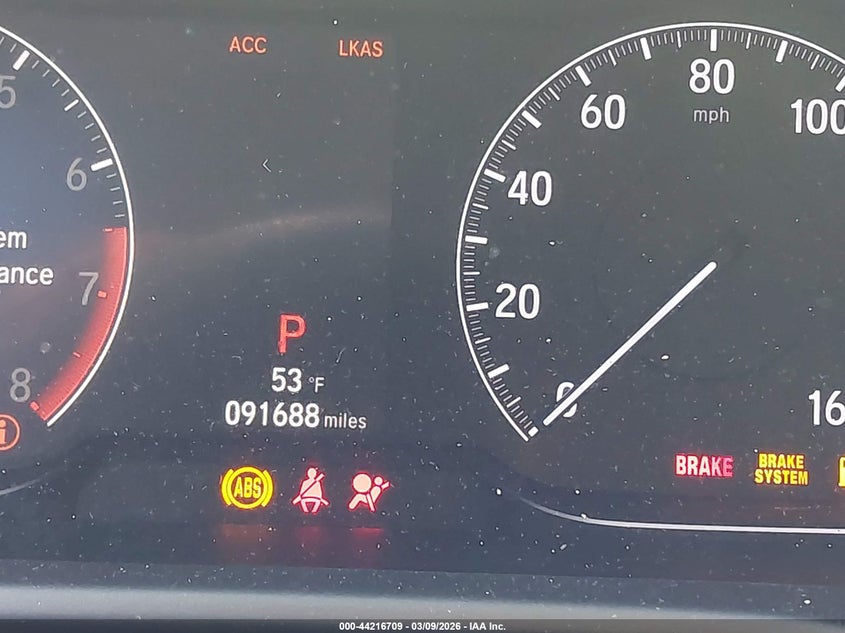 ACC LKAS
5
6
em
ance
7
8
P
53 °F
091688 miles
ABS
0
20
40
60
80
100
mph
16
BRAKE
BRAKE
SYSTEM
000-44216709 - 03/09/2026 - IAA Inc.